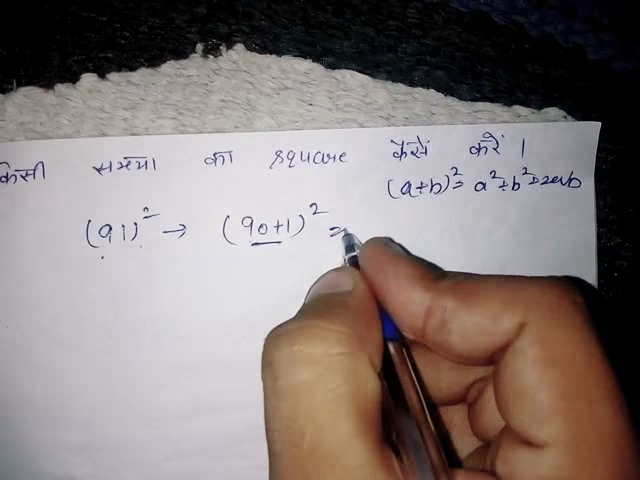 किसी संख्या का square कैसे करें।
(a+b)² = a²+b²+2ab
(91)² → (90+1)² =